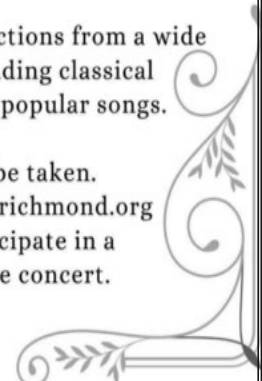 ctions from a wide
ding classical
popular songs.
be taken.
richmond.org
cipate in a
e concert.